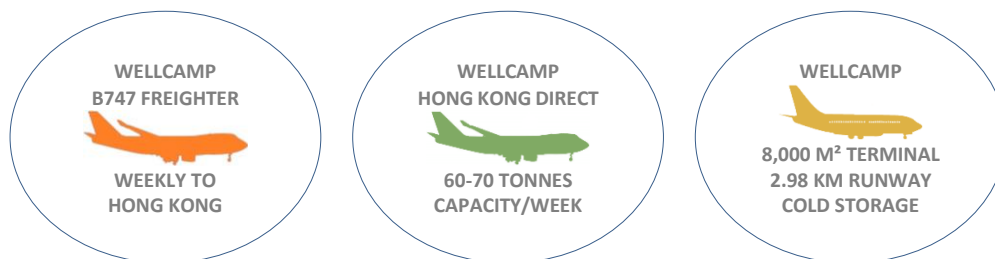 WELLCAMP
B747 FREIGHTER
WEEKLY TO
HONG KONG
WELLCAMP
HONG KONG DIRECT
60-70 TONNES
CAPACITY/WEEK
WELLCAMP
8,000 M² TERMINAL
2.98 KM RUNWAY
COLD STORAGE